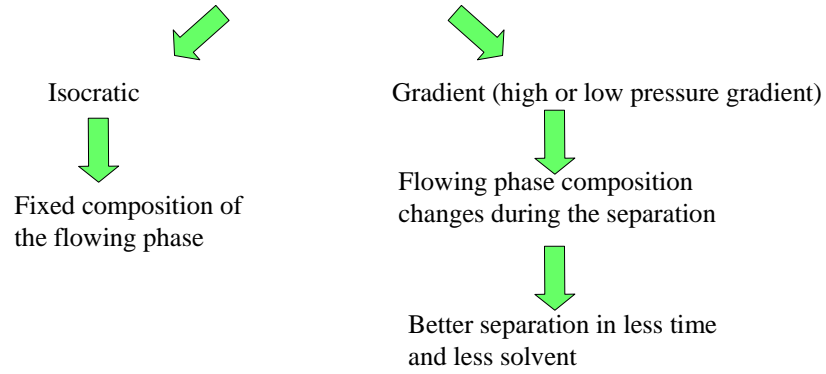 Isocratic
Gradient (high or low pressure gradient)
Fixed composition of
the flowing phase
Flowing phase composition
changes during the separation
Better separation in less time
and less solvent